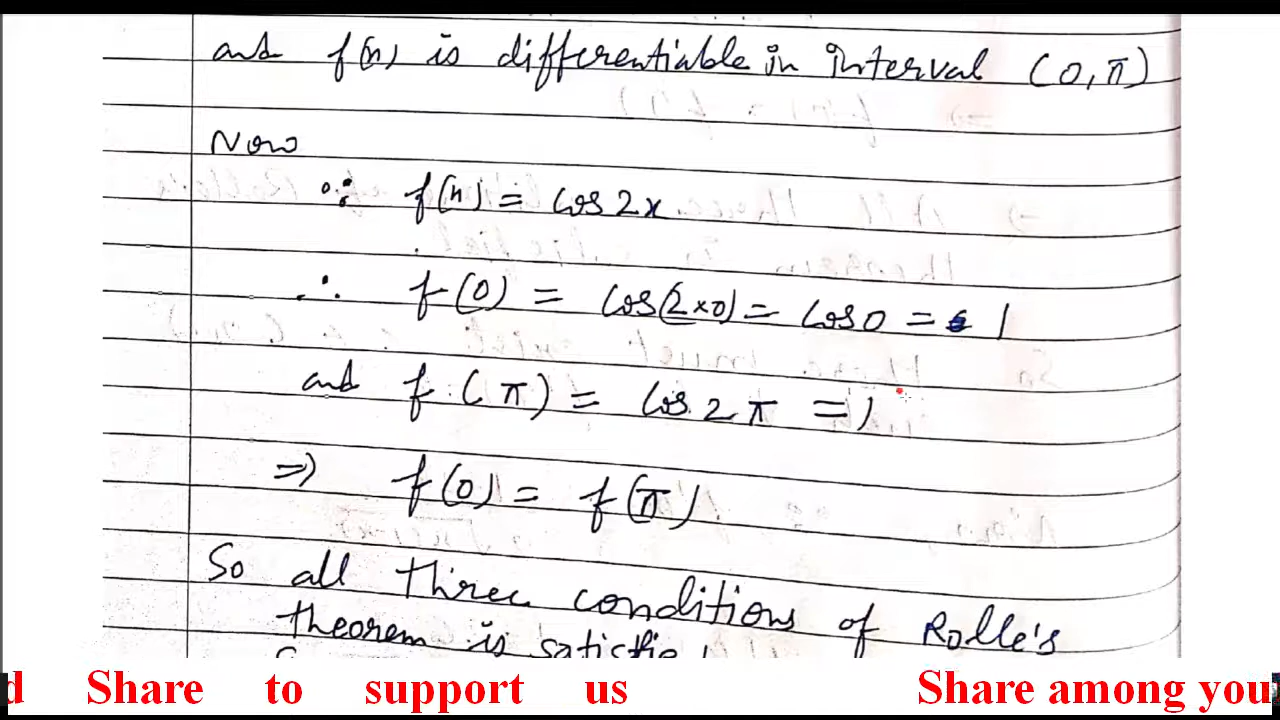 and f(x) is differentiable in interval (0, π)
Now
∵ f(x) = cos 2x
∴ f(0) = cos(2×0) = cos 0 = 1
and f(π) = cos 2π = 1
⇒ f(0) = f(π)
So all three conditions of Rolle's
theorem is satisfie
d Share to support us Share among you